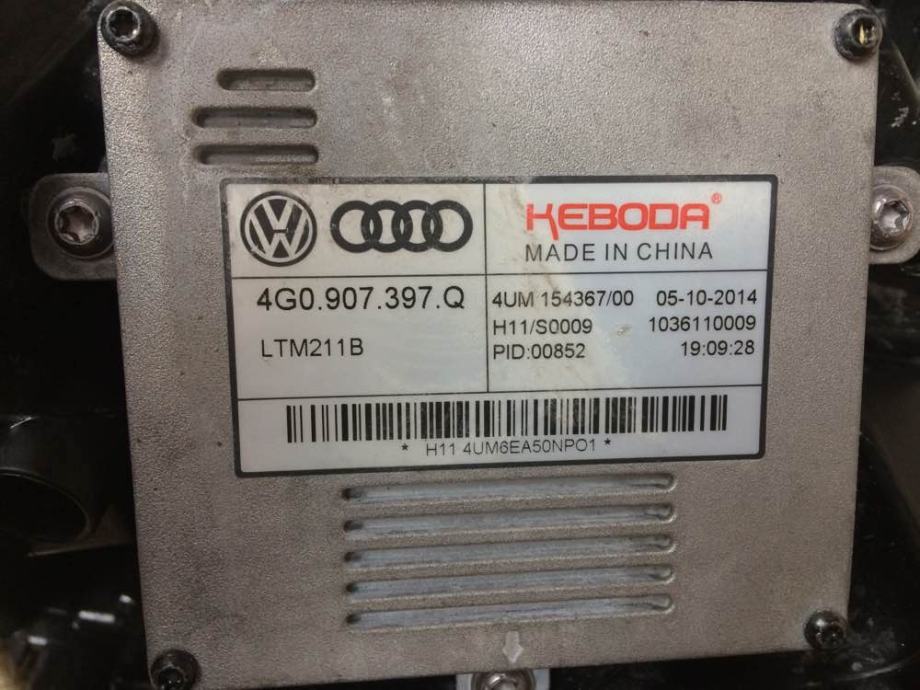 KEBODA®
MADE IN CHINA
4G0.907.397.Q
LTM211B
4UM 154367/00 05-10-2014
H11/S0009 1036110009
PID:00852 19:09:28
* H11 4UM6EA50NPO1 *